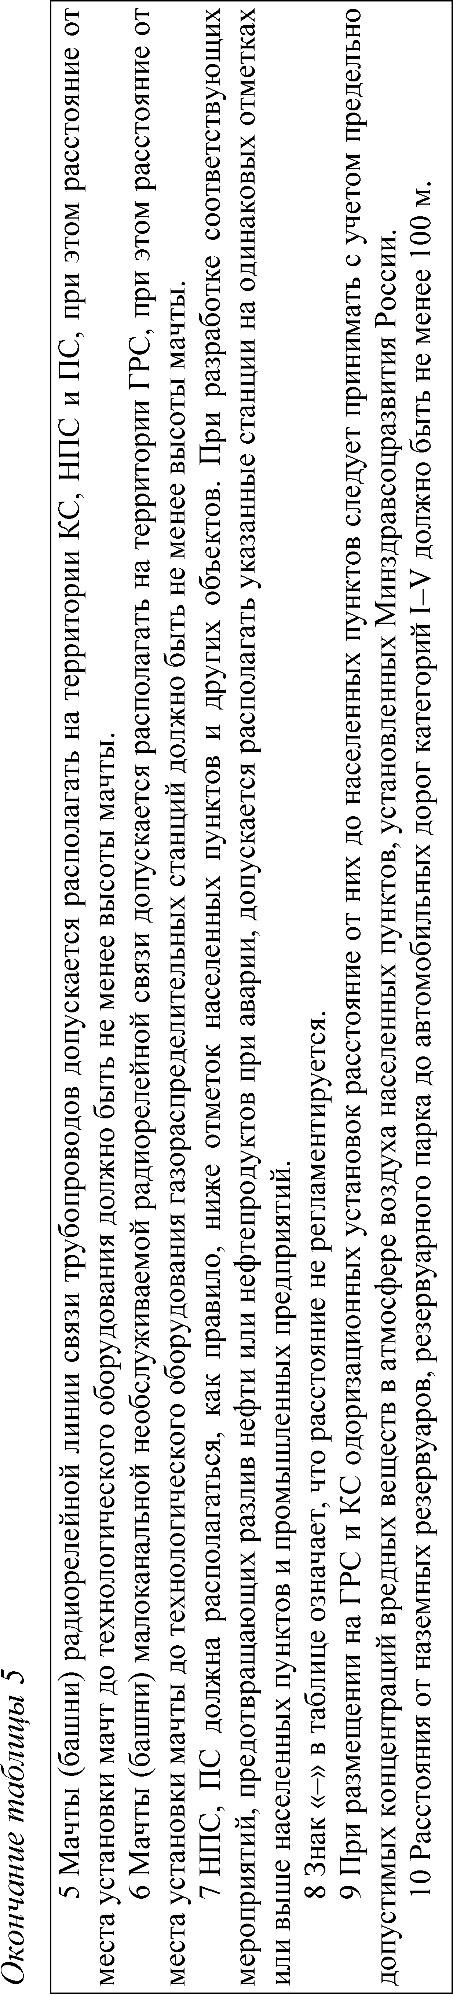 Окончание таблицы 5
5 Мачты (башни) радиорелейной линии связи трубопроводов допускается располагать на территории КС, НПС и ПС, при этом расстояние от
места установки мачт до технологического оборудования должно быть не менее высоты мачты.
6 Мачты (башни) малоканальной необслуживаемой радиорелейной связи допускается располагать на территории ГРС, при этом расстояние от
места установки мачты до технологического оборудования газораспределительных станций должно быть не менее высоты мачты.
7 НПС, ПС должна располагаться, как правило, ниже отметок населенных пунктов и других объектов. При разработке соответствующих
мероприятий, предотвращающих разлив нефти или нефтепродуктов при аварии, допускается располагать указанные станции на одинаковых отметках
или выше населенных пунктов и промышленных предприятий.
8 Знак «–» в таблице означает, что расстояние не регламентируется.
9 При размещении на ГРС и КС одоризационных установок расстояние от них до населенных пунктов следует принимать с учетом предельно
допустимых концентраций вредных веществ в атмосфере воздуха населенных пунктов, установленных Минздравсоцразвития России.
10 Расстояния от наземных резервуаров, резервуарного парка до автомобильных дорог категорий I–V должно быть не менее 100 м.